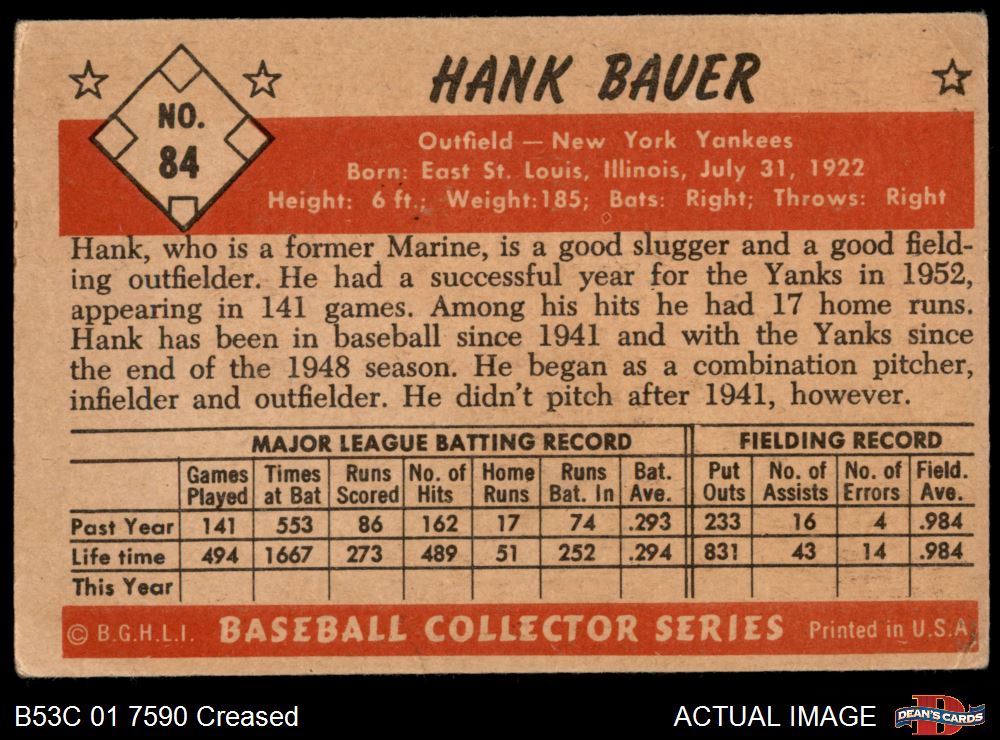 HANK BAUER
NO.
84
Outfield — New York Yankees
Born: East St. Louis, Illinois, July 31, 1922
Height: 6 ft.; Weight:185; Bats: Right; Throws: Right
Hank, who is a former Marine, is a good slugger and a good field-
ing outfielder. He had a successful year for the Yanks in 1952,
appearing in 141 games. Among his hits he had 17 home runs.
Hank has been in baseball since 1941 and with the Yanks since
the end of the 1948 season. He began as a combination pitcher,
infielder and outfielder. He didn't pitch after 1941, however.
MAJOR LEAGUE BATTING RECORD FIELDING RECORD
Games Times Runs No. of Home Runs Bat. Put No. of No. of Field.
Played at Bat Scored Hits Runs Bat. In Ave. Outs Assists Errors Ave.
Past Year 141 553 86 162 17 74 .293 233 16 4 .984
Life time 494 1667 273 489 51 252 .294 831 43 14 .984
This Year
© B.G.H.L.I. BASEBALL COLLECTOR SERIES Printed in U.S.A.
B53C 01 7590 Creased ACTUAL IMAGE DEAN'S CARDS